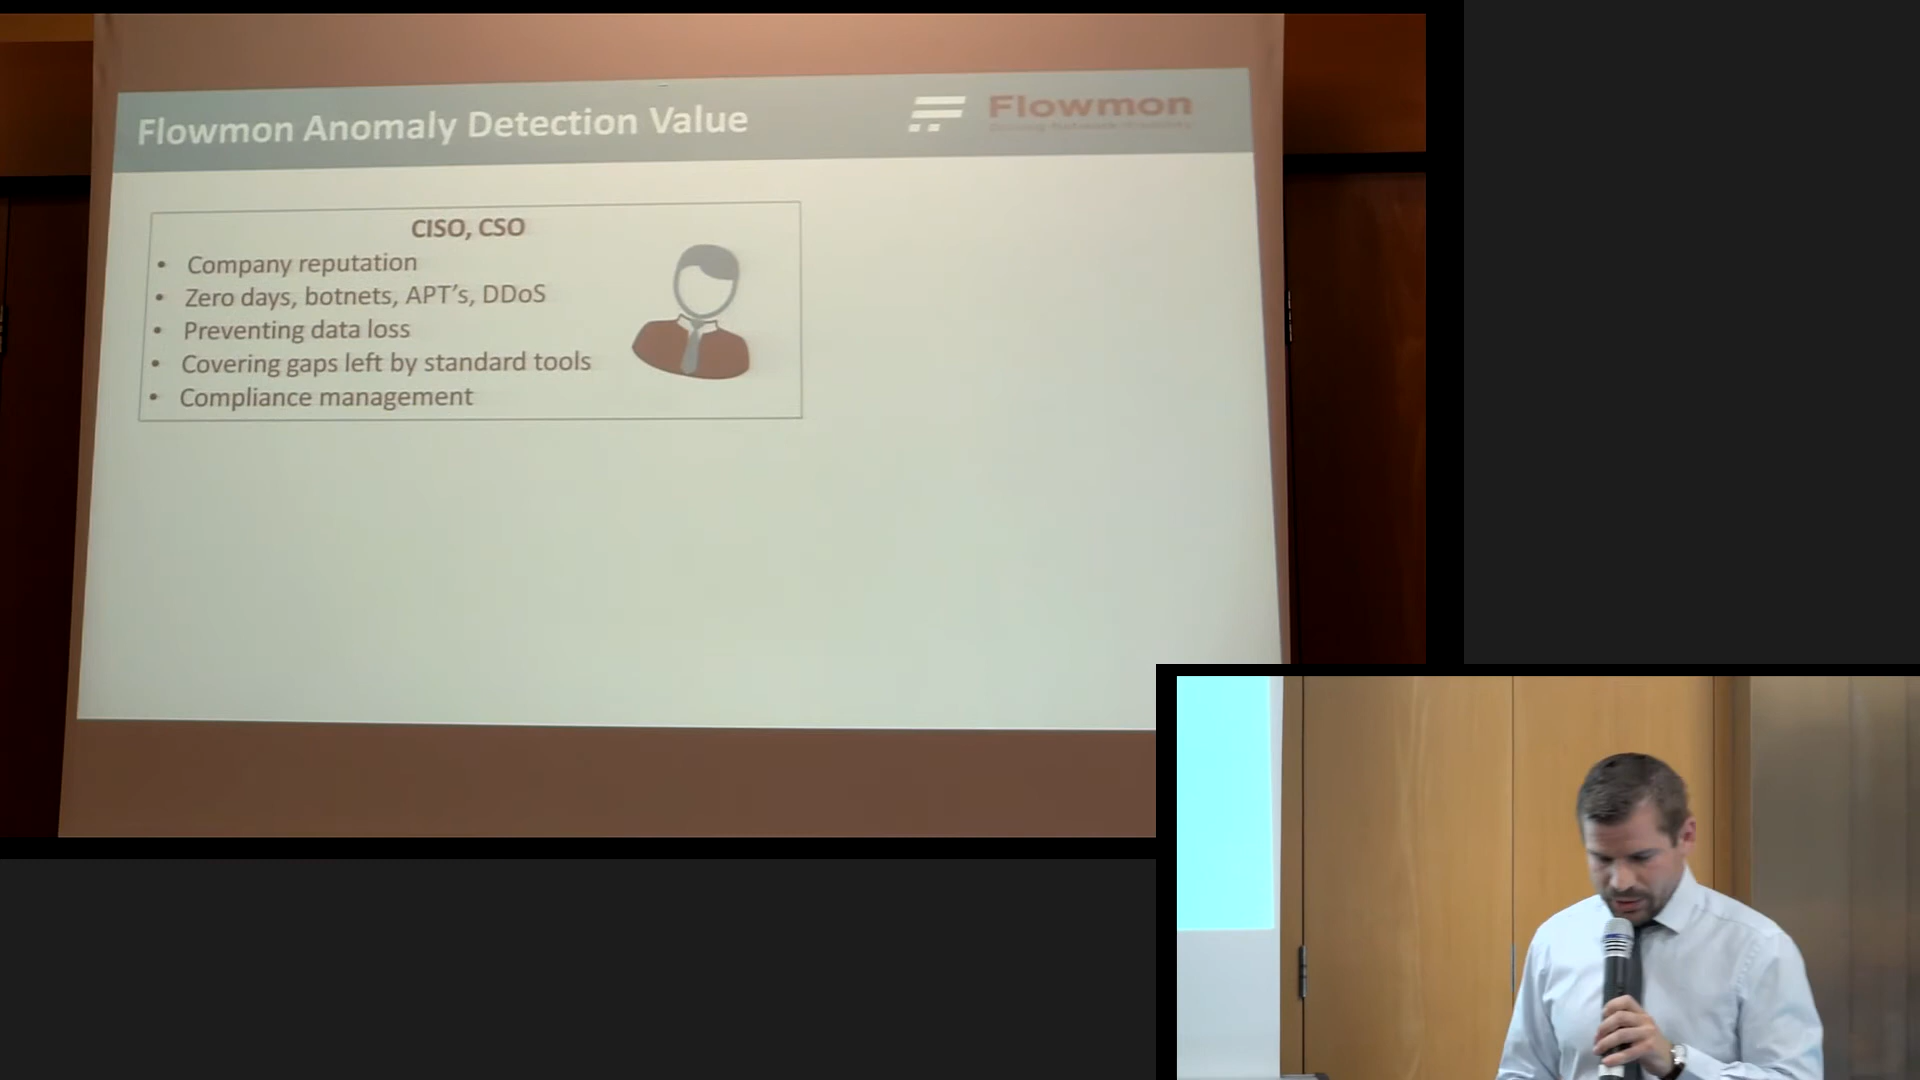 Flowmon Anomaly Detection Value
Flowmon
CISO, CSO
• Company reputation
• Zero days, botnets, APT's, DDoS
• Preventing data loss
• Covering gaps left by standard tools
• Compliance management